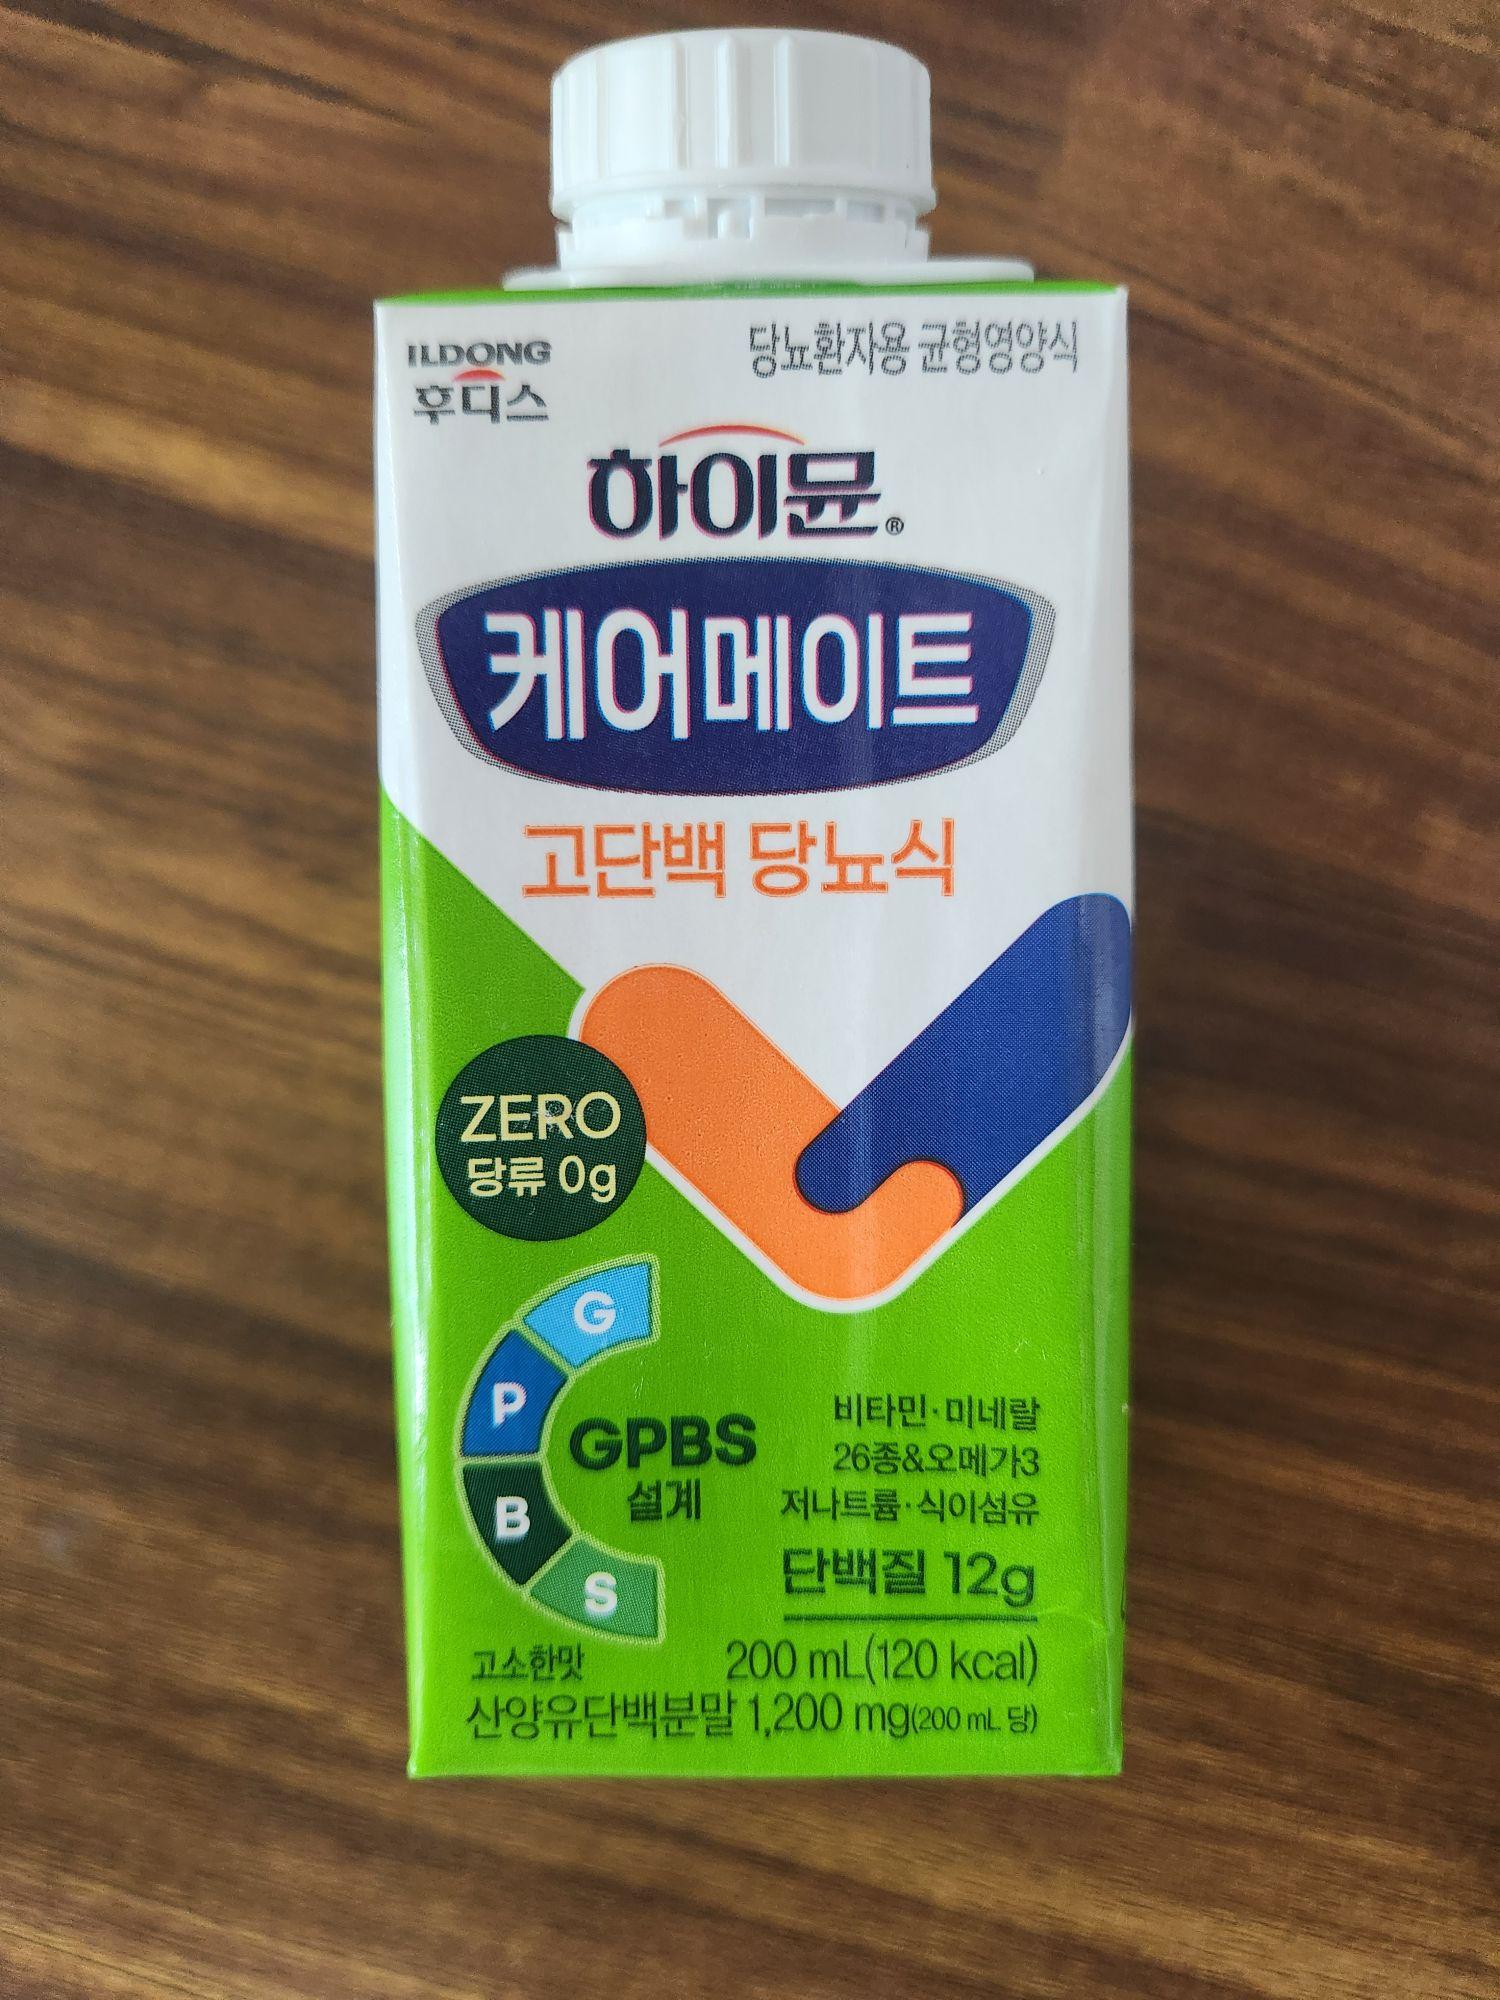 ILDONG
후디스
당뇨환자용 균형영양식
하이뮨®
케어메이트
고단백 당뇨식
ZERO
당류 0g
G
P
B
S
GPBS
설계
비타민·미네랄
26종&오메가3
저나트륨·식이섬유
단백질 12g
고소한맛
200 mL(120 kcal)
산양유단백분말 1,200 mg(200 mL 당)